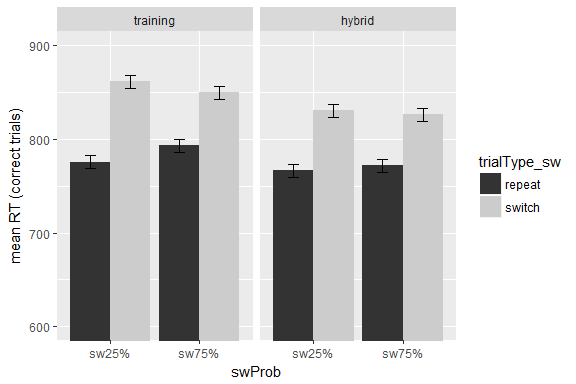 training
hybrid
900
800
700
600
mean RT (correct trials)
sw25%
sw75%
sw25%
sw75%
swProb
trialType_sw
repeat
switch